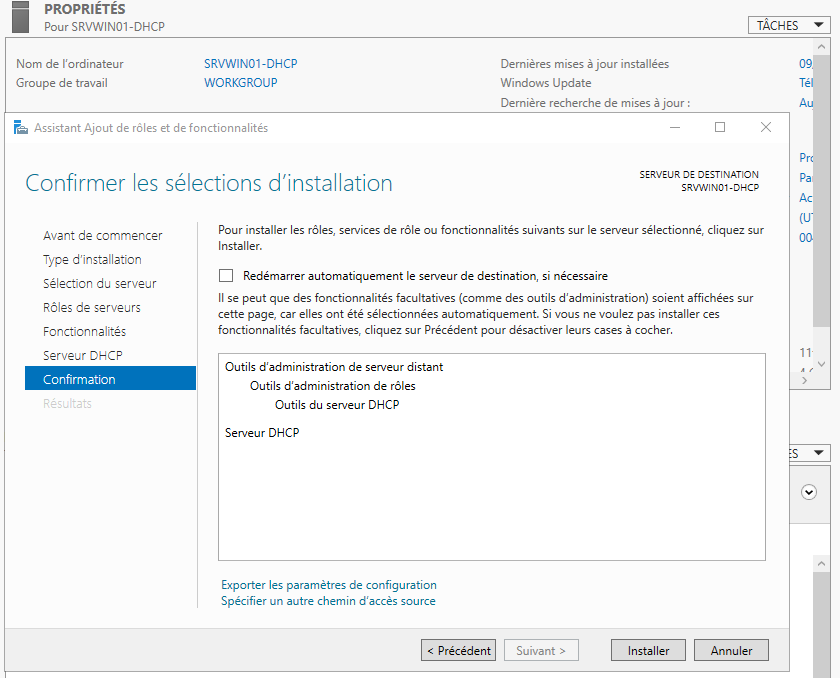 PROPRIÉTÉS
Pour SRVWIN01-DHCP
TÂCHES
Nom de l'ordinateur SRVWIN01-DHCP Dernières mises à jour installées 09,
Groupe de travail WORKGROUP Windows Update Tél
Dernière recherche de mises à jour : Au
Assistant Ajout de rôles et de fonctionnalités
Confirmer les sélections d'installation
SERVEUR DE DESTINATION
SRVWIN01-DHCP
Avant de commencer
Type d'installation
Sélection du serveur
Rôles de serveurs
Fonctionnalités
Serveur DHCP
Confirmation
Résultats
Pour installer les rôles, services de rôle ou fonctionnalités suivants sur le serveur sélectionné, cliquez sur
Installer.
Redémarrer automatiquement le serveur de destination, si nécessaire
Il se peut que des fonctionnalités facultatives (comme des outils d'administration) soient affichées sur
cette page, car elles ont été sélectionnées automatiquement. Si vous ne voulez pas installer ces
fonctionnalités facultatives, cliquez sur Précédent pour désactiver leurs cases à cocher.
Outils d'administration de serveur distant
Outils d'administration de rôles
Outils du serveur DHCP
Serveur DHCP
Exporter les paramètres de configuration
Spécifier un autre chemin d'accès source
< Précédent
Suivant >
Installer
Annuler
Pro
Pa
Ac
(UT
00
11
ES